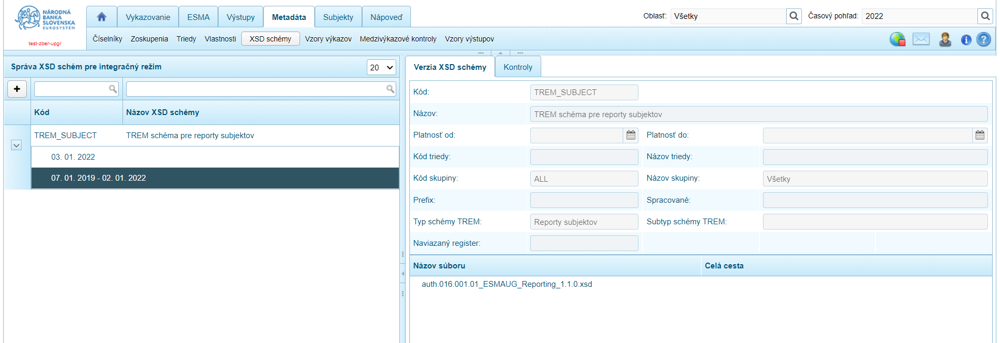 NÁRODNÁ
BANKA
SLOVENSKA
EUROSYSTÉM
test-zber-upgr
Vykazovanie
ESMA
Výstupy
Metadáta
Subjekty
Nápoveď
Oblasť:
Všetky
Časový pohľad:
2022
Číselníky
Zoskupenia
Triedy
Vlastnosti
XSD schémy
Vzory výkazov
Medzivýkazové kontroly
Vzory výstupov
Správa XSD schém pre integračný režim
20
Kód
Názov XSD schémy
TREM_SUBJECT
TREM schéma pre reporty subjektov
03. 01. 2022
07. 01. 2019 - 02. 01. 2022
Verzia XSD schémy
Kontroly
Kód:
TREM_SUBJECT
Názov:
TREM schéma pre reporty subjektov
Platnosť od:
Platnosť do:
Kód triedy:
Názov triedy:
Kód skupiny:
ALL
Názov skupiny:
Všetky
Prefix:
Spracované:
Typ schémy TREM:
Reporty subjektov
Subtyp schémy TREM:
Naviazaný register:
Názov súboru
Celá cesta
auth.016.001.01_ESMAUG_Reporting_1.1.0.xsd